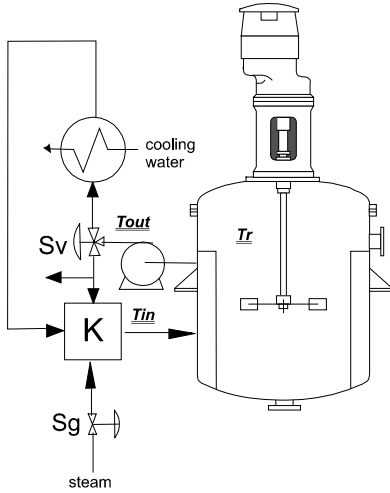 cooling
water
Tout
Sv
Tr
K
Tin
Sg
steam